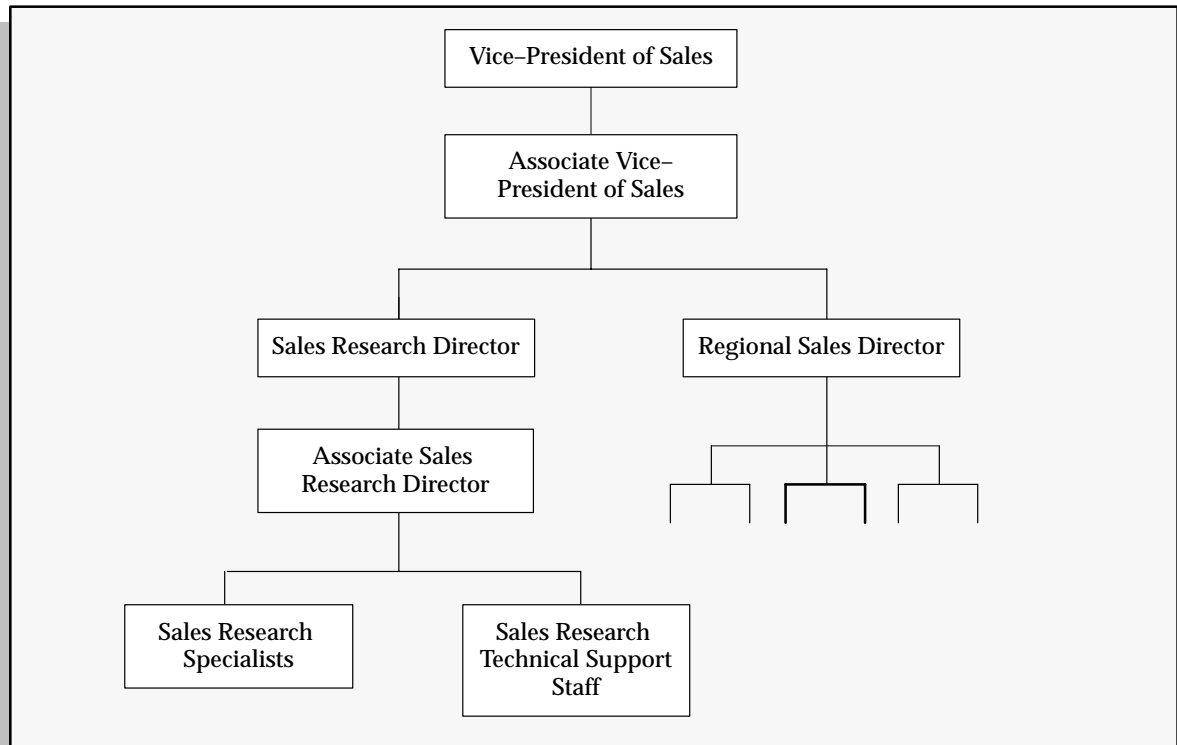 Vice–President of Sales
Associate Vice–
President of Sales
Sales Research Director
Regional Sales Director
Associate Sales
Research Director
Sales Research
Specialists
Sales Research
Technical Support
Staff